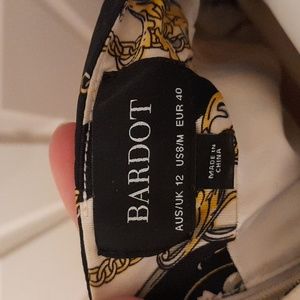 BARDOT
AUS/UK 12 US8/M EUR 40
MADE IN
CHINA